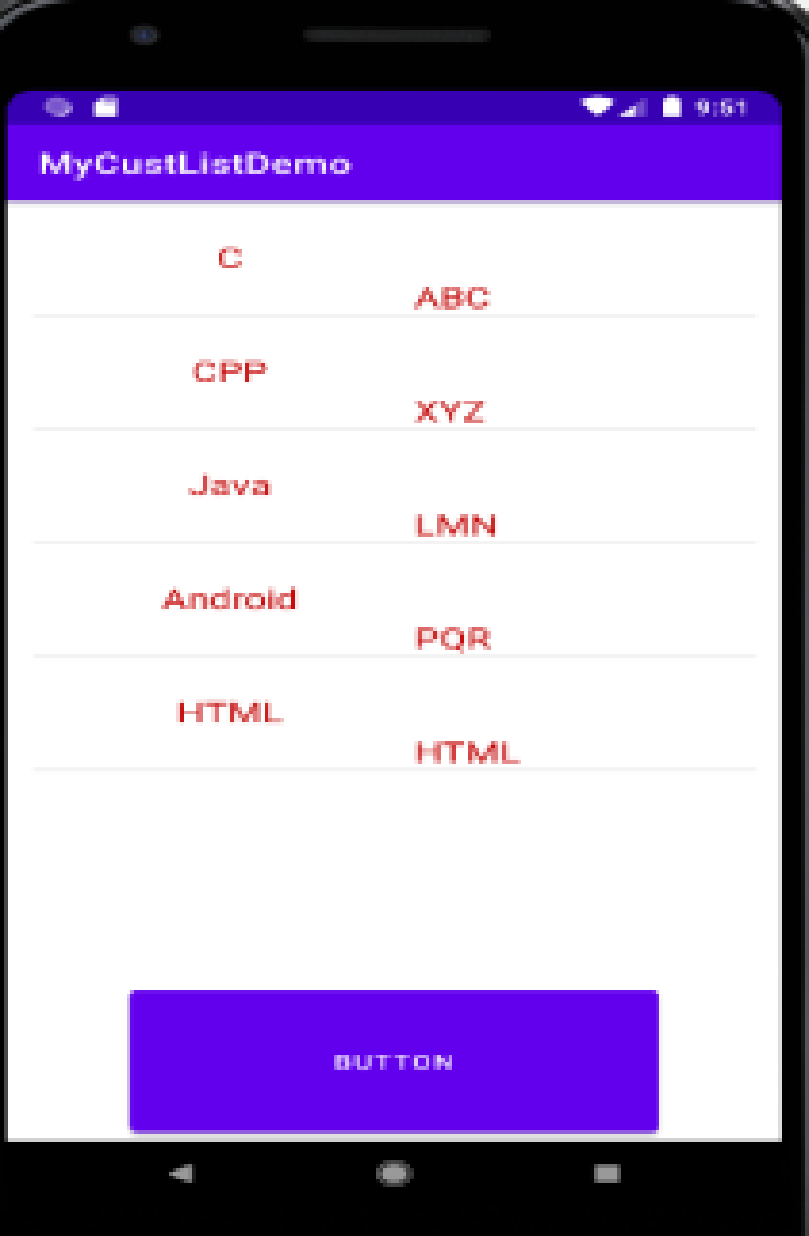 9:51
MyCustListDemo
C
ABC
CPP
XYZ
Java
LMN
Android
PQR
HTML
HTML
BUTTON